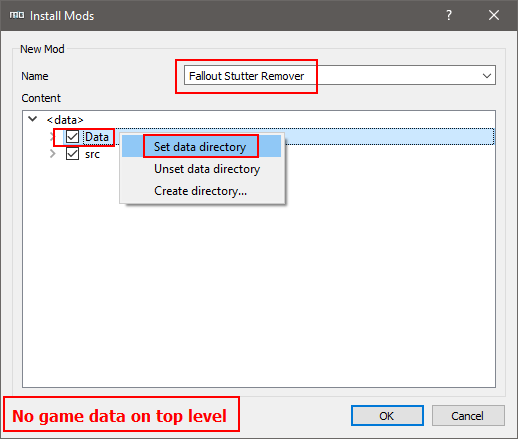 Install Mods
?
New Mod
Name
Fallout Stutter Remover
Content
<data>
Data
src
Set data directory
Unset data directory
Create directory...
No game data on top level
OK
Cancel